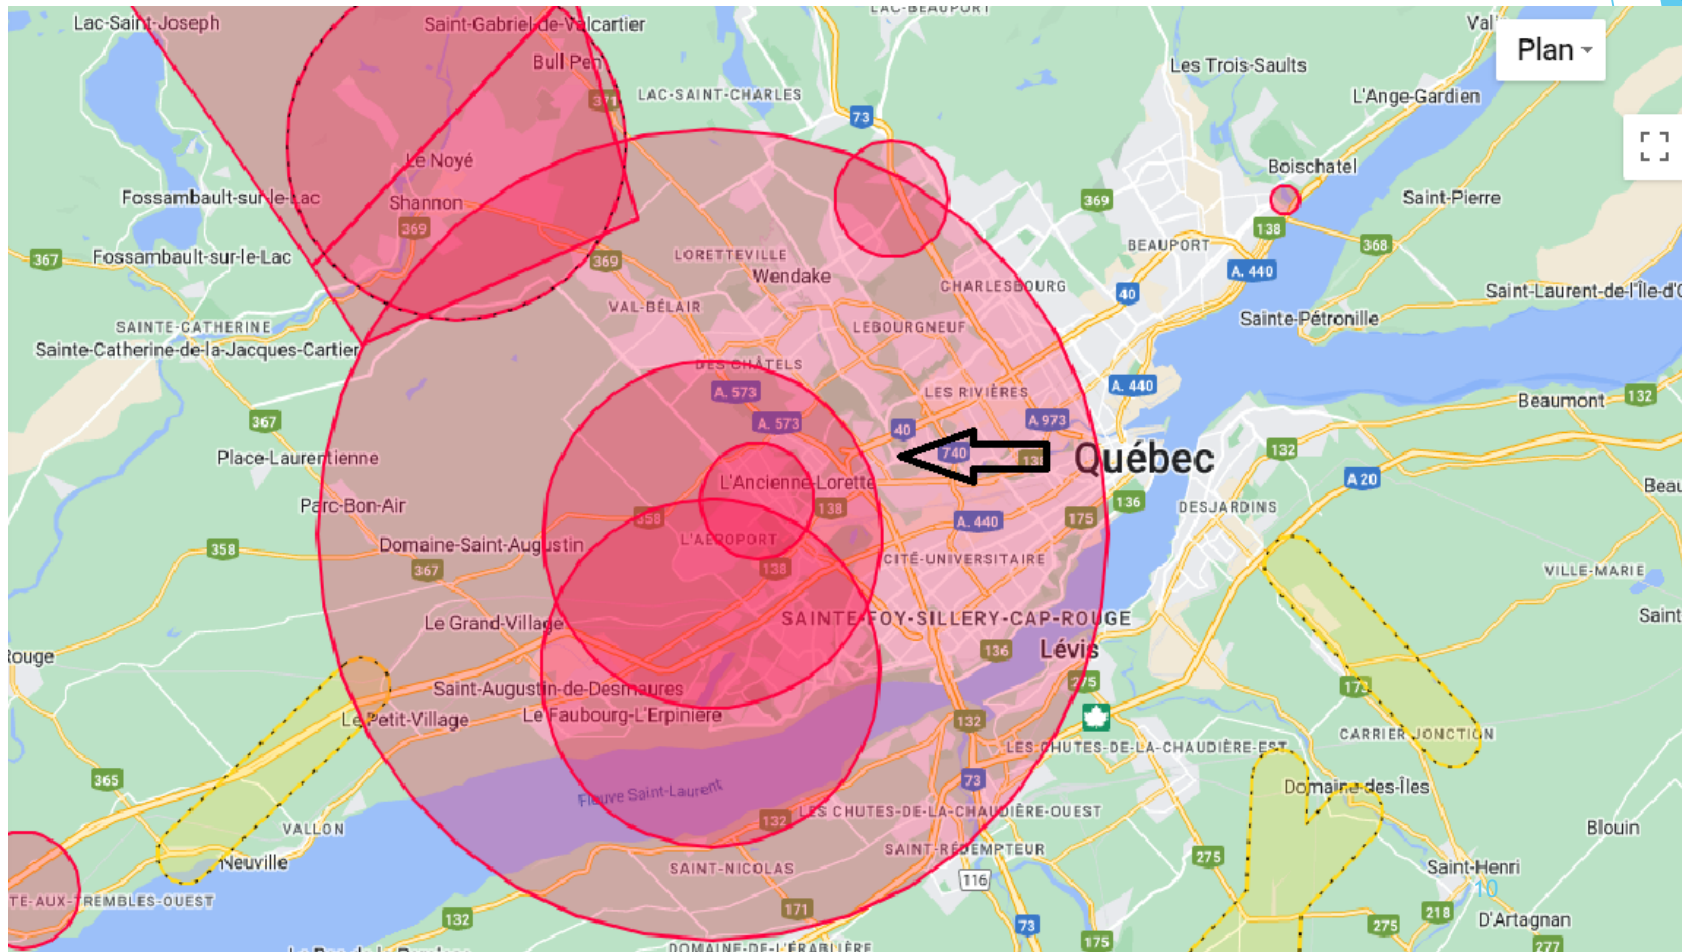 Lac-Saint-Joseph
Saint-Gabriel-de-Valcartier
LAC-BEAUPORT
Plan
Bull Pen
Les Trois-Saults
371
LAC-SAINT-CHARLES
L'Ange-Gardien
73
Le Noyé
Boischatel
Fossambault-sur-le-Lac
Shannon
369
Saint-Pierre
369
138
368
367
Fossambault-sur-le-Lac
369
LORETTEVILLE
Wendake
BEAUPORT
A. 440
CHARLESBOURG
40
Saint-Laurent-de-l'Île-d'O
VAL-BÉLAIR
SAINTE-CATHERINE
LEBOURGNEUF
Sainte-Pétronille
Sainte-Catherine-de-la-Jacques-Cartier
DES CHÂTELS
A. 573
LES RIVIÈRES
A. 440
Beaumont
132
367
A. 573
40
A. 973
Place-Laurentienne
740
Québec
132
L'Ancienne-Lorette
A 20
Parc-Bon-Air
138
136
DESJARDINS
358
A. 440
175
358
Domaine-Saint-Augustin
L'AÉROPORT
CITÉ-UNIVERSITAIRE
367
138
VILLE-MARIE
Le Grand-Village
SAINTE-FOY-SILLERY-CAP-ROUGE
Saint
136
Lévis
Rouge
275
173
Saint-Augustin-de-Desmaures
Le Petit-Village
Le Faubourg-L'Erpinière
132
CARRIER JONCTION
LES CHUTES-DE-LA-CHAUDIÈRE-EST
365
73
Domaine-des-Îles
Fleuve Saint-Laurent
132
LES CHUTES-DE-LA-CHAUDIÈRE-OUEST
VALLON
Blouin
SAINT-RÉDEMPTEUR
275
Neuville
SAINT-NICOLAS
116
Saint-Henri
10
TE-AUX-TREMBLES-OUEST
132
171
73
175
275
218
D'Artagnan
DOMAINE-DE-L'ÉRABLIÈRE
277